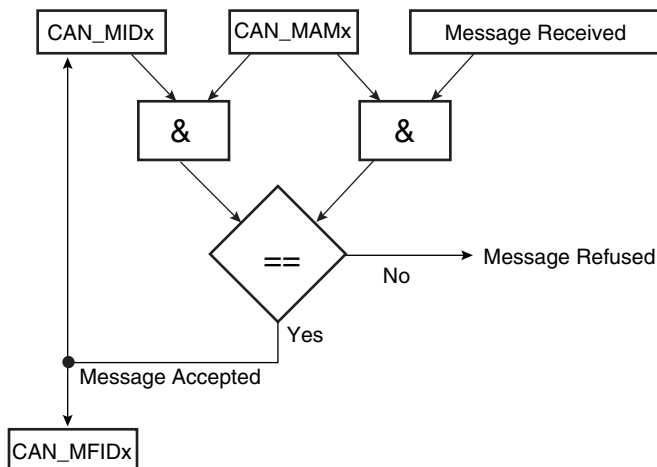 CAN_MIDx
CAN_MAMx
Message Received
&
&
==
No
Message Refused
Yes
Message Accepted
CAN_MFIDx